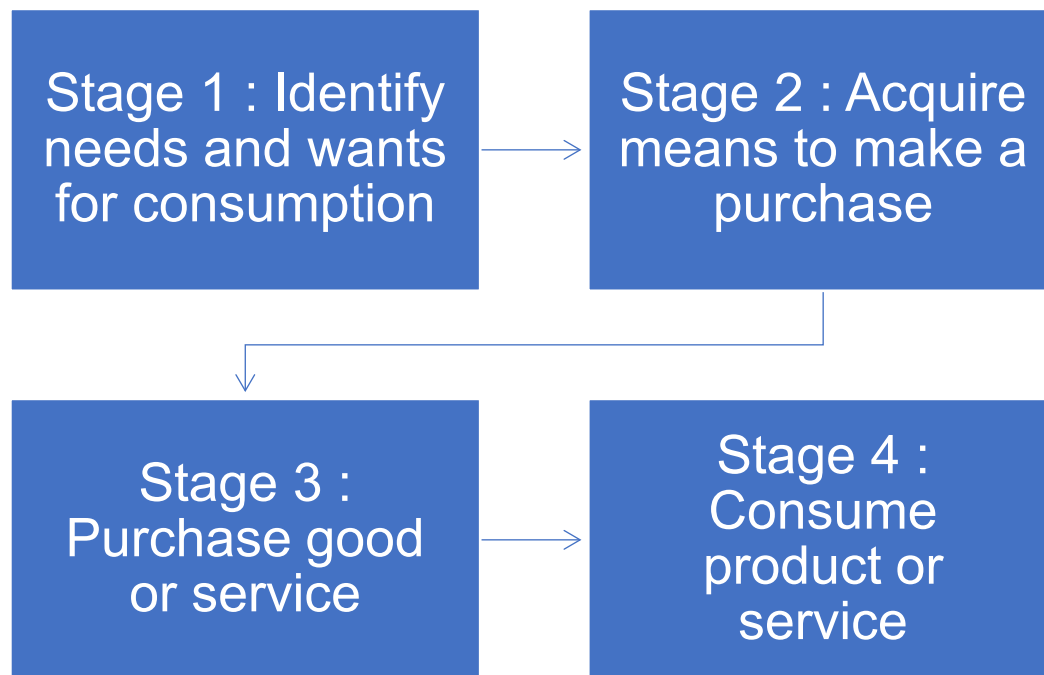 Stage 1 : Identify
needs and wants
for consumption
Stage 2 : Acquire
means to make a
purchase
Stage 3 :
Purchase good
or service
Stage 4 :
Consume
product or
service